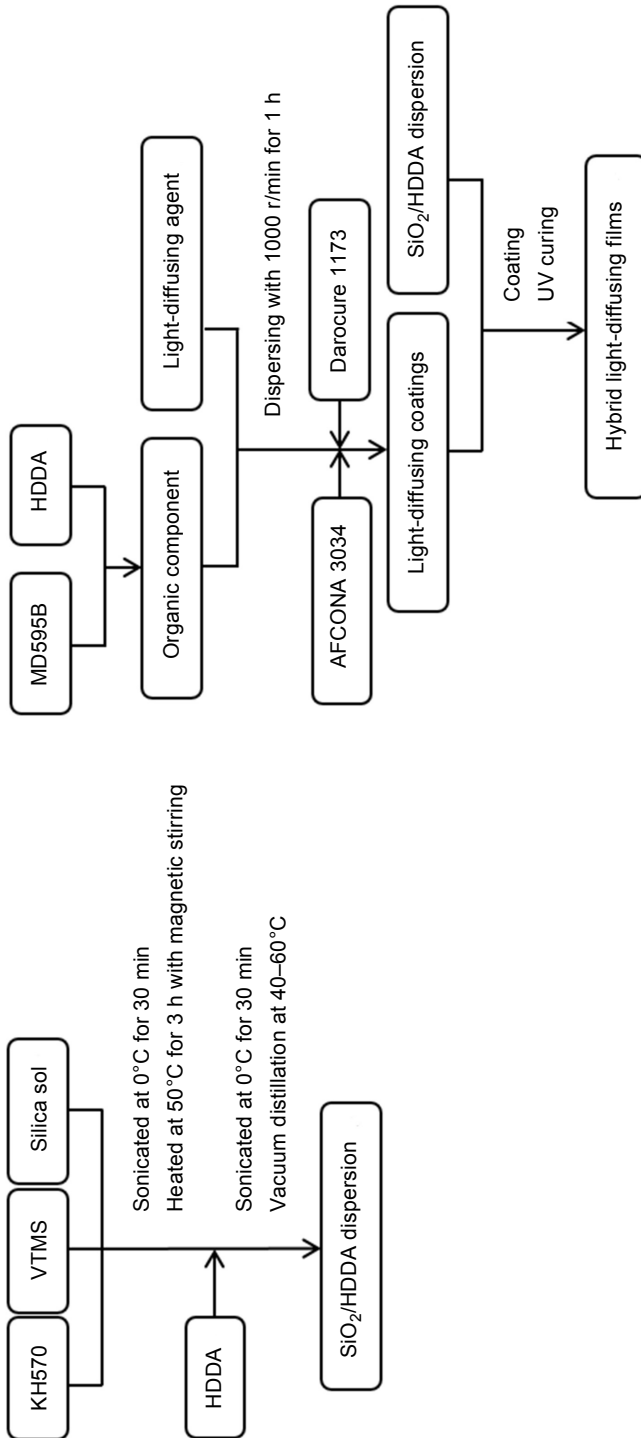 KH570
VTMS
Silica sol
Sonicated at 0°C for 30 min
Heated at 50°C for 3 h with magnetic stirring
HDDA
Sonicated at 0°C for 30 min
Vacuum distillation at 40–60°C
SiO₂/HDDA dispersion
MD595B
HDDA
Organic component
Light-diffusing agent
Dispersing with 1000 r/min for 1 h
AFCONA 3034
Darocure 1173
Light-diffusing coatings
SiO₂/HDDA dispersion
Coating
UV curing
Hybrid light-diffusing films